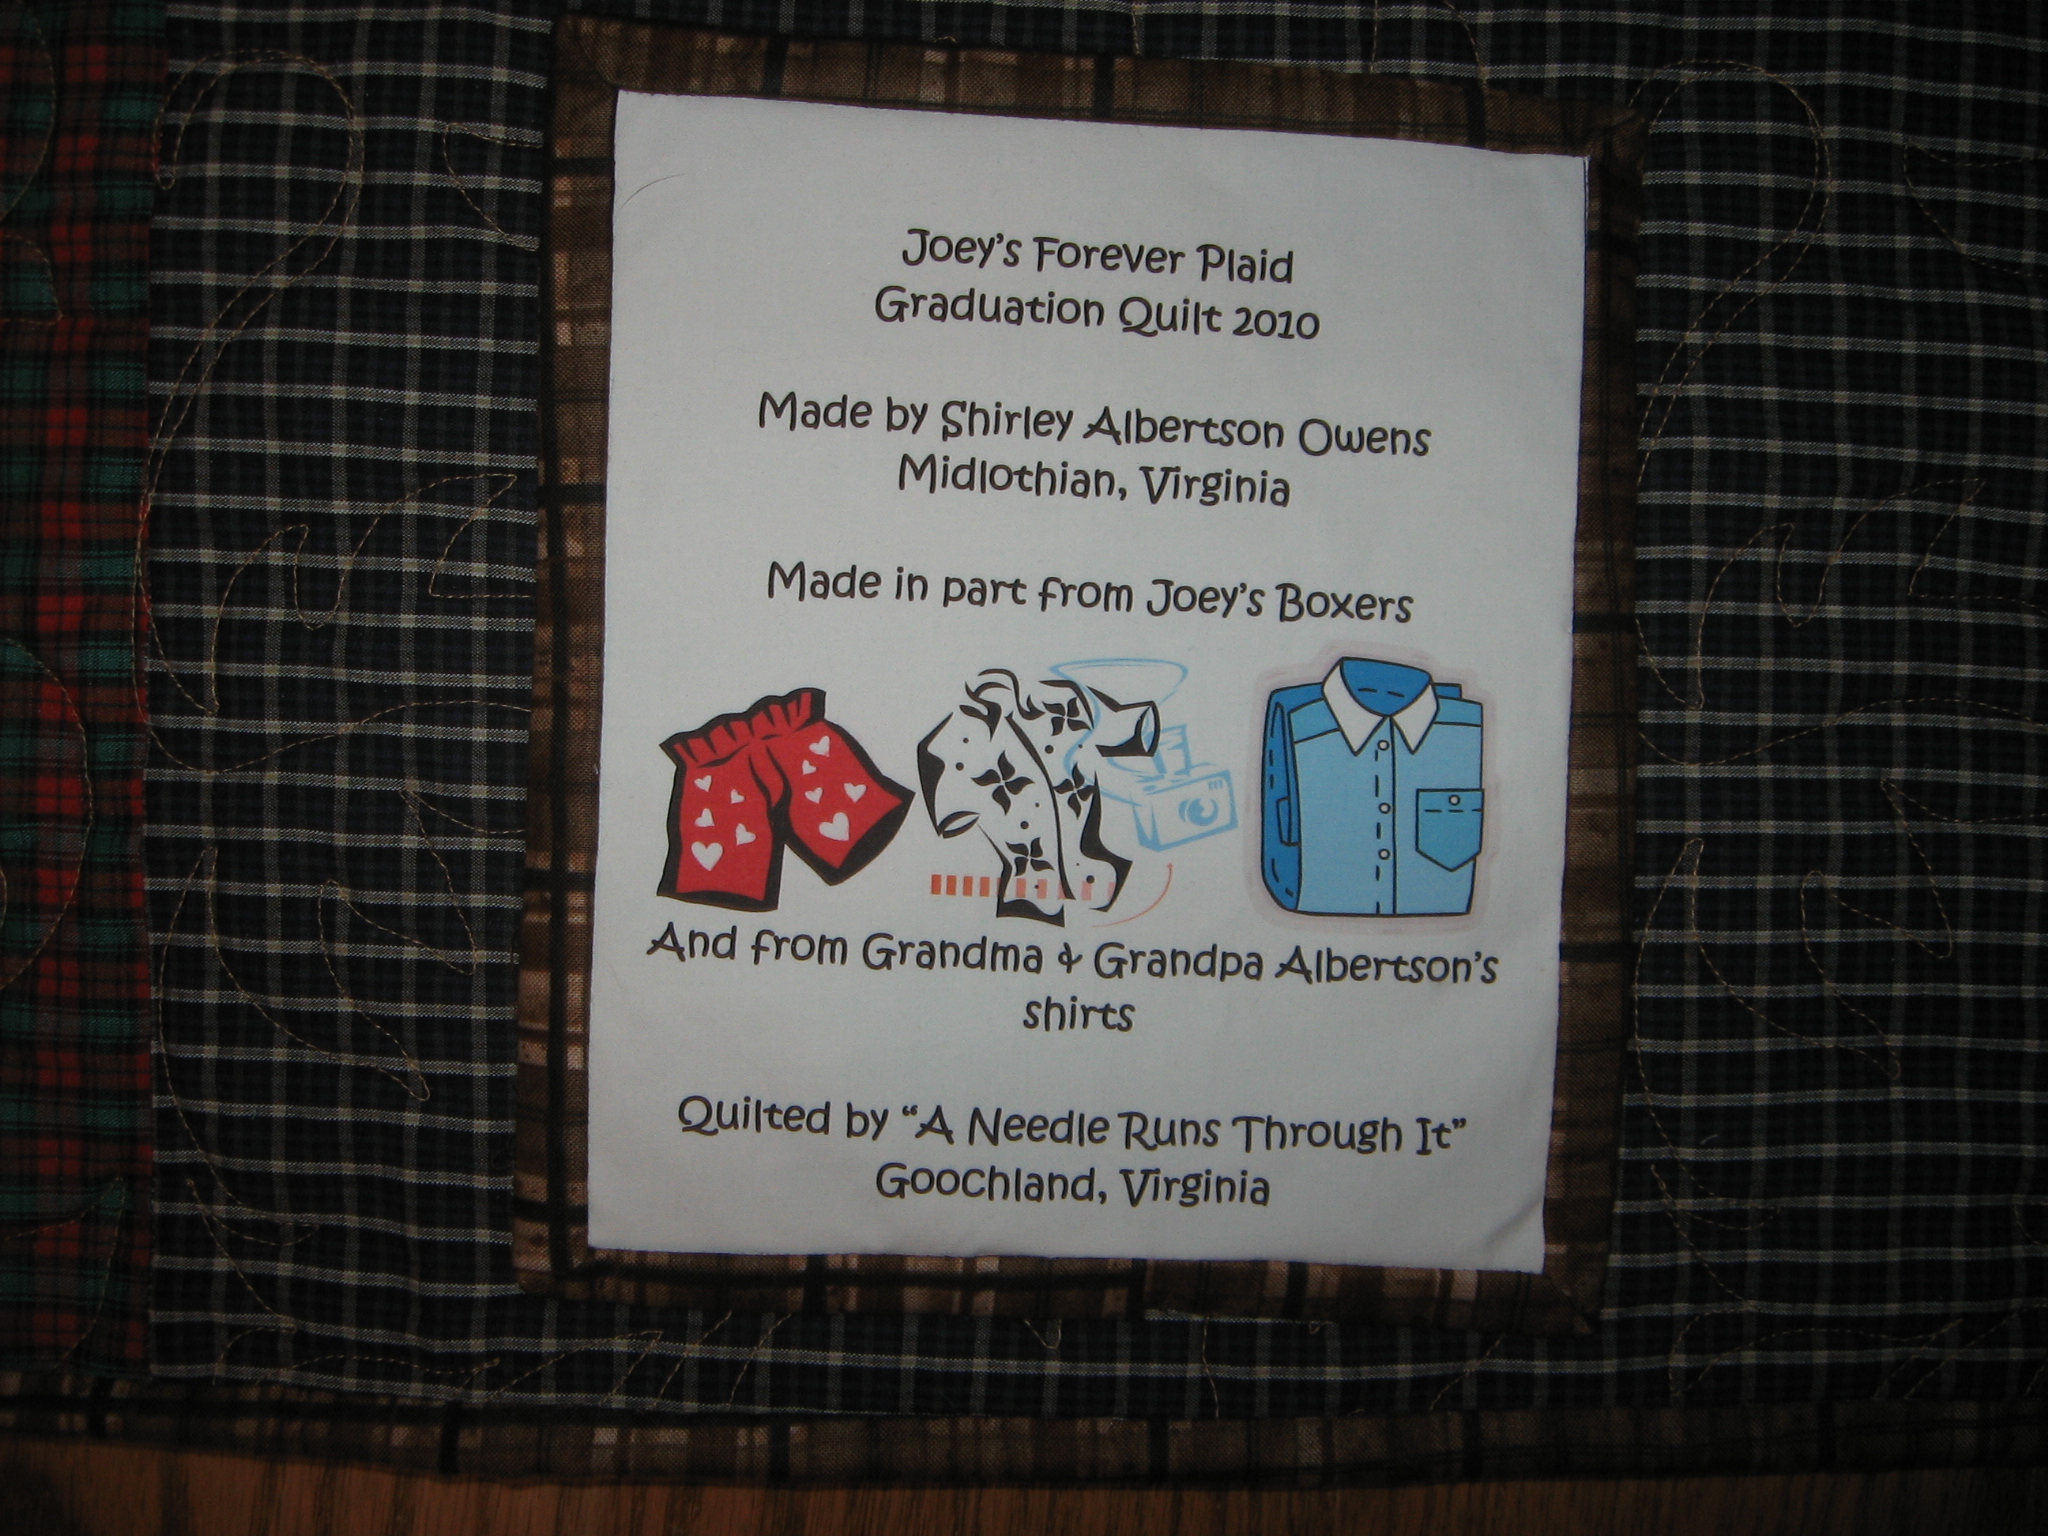 Joey's Forever Plaid
Graduation Quilt 2010
Made by Shirley Albertson Owens
Midlothian, Virginia
Made in part from Joey's Boxers
And from Grandma & Grandpa Albertson's
shirts
Quilted by “A Needle Runs Through It”
Goochland, Virginia